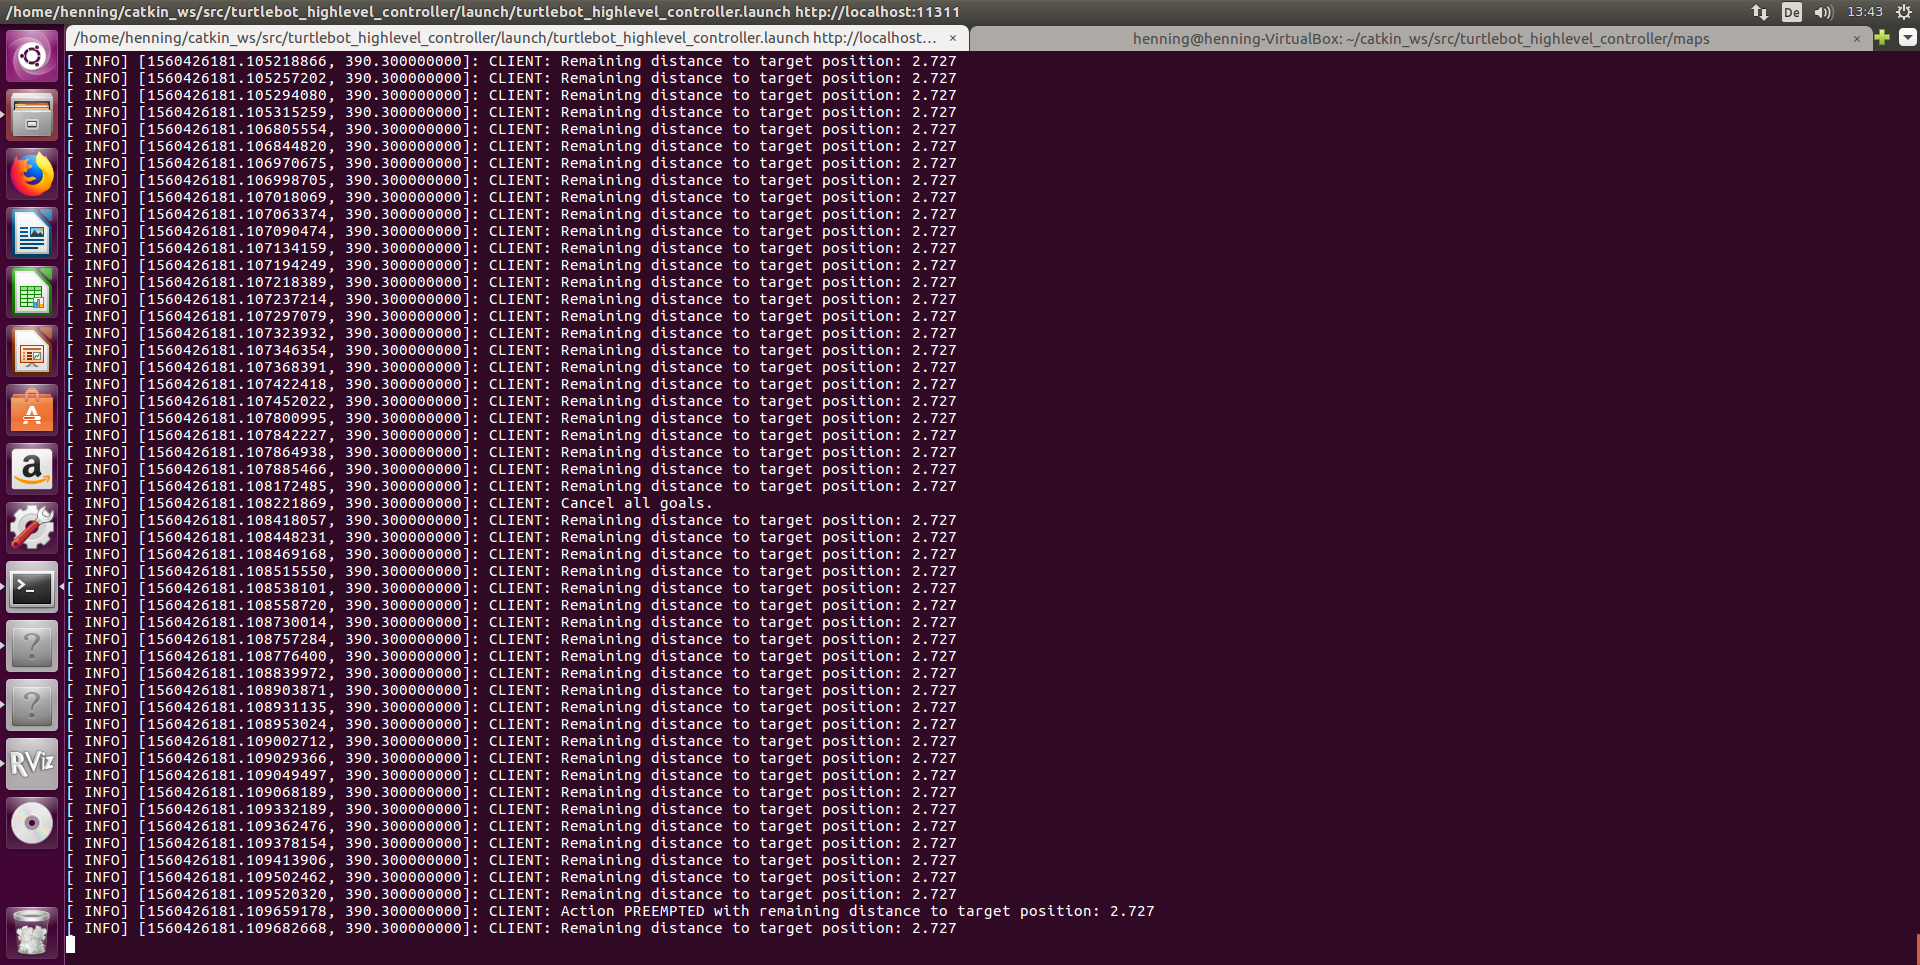 /home/henning/catkin_ws/src/turtlebot_highlevel_controller/launch/turtlebot_highlevel_controller.launch http://localhost:11311
De
13:43
/home/henning/catkin_ws/src/turtlebot_highlevel_controller/launch/turtlebot_highlevel_controller.launch http://localhost... ×
henning@henning-VirtualBox: ~/catkin_ws/src/turtlebot_highlevel_controller/maps ×
[ INFO] [1560426181.105218866, 390.300000000]: CLIENT: Remaining distance to target position: 2.727
[ INFO] [1560426181.105257202, 390.300000000]: CLIENT: Remaining distance to target position: 2.727
[ INFO] [1560426181.105294080, 390.300000000]: CLIENT: Remaining distance to target position: 2.727
[ INFO] [1560426181.105315259, 390.300000000]: CLIENT: Remaining distance to target position: 2.727
[ INFO] [1560426181.106805554, 390.300000000]: CLIENT: Remaining distance to target position: 2.727
[ INFO] [1560426181.106844820, 390.300000000]: CLIENT: Remaining distance to target position: 2.727
[ INFO] [1560426181.106970675, 390.300000000]: CLIENT: Remaining distance to target position: 2.727
[ INFO] [1560426181.106998705, 390.300000000]: CLIENT: Remaining distance to target position: 2.727
[ INFO] [1560426181.107018069, 390.300000000]: CLIENT: Remaining distance to target position: 2.727
[ INFO] [1560426181.107063374, 390.300000000]: CLIENT: Remaining distance to target position: 2.727
[ INFO] [1560426181.107090474, 390.300000000]: CLIENT: Remaining distance to target position: 2.727
[ INFO] [1560426181.107134159, 390.300000000]: CLIENT: Remaining distance to target position: 2.727
[ INFO] [1560426181.107194249, 390.300000000]: CLIENT: Remaining distance to target position: 2.727
[ INFO] [1560426181.107218389, 390.300000000]: CLIENT: Remaining distance to target position: 2.727
[ INFO] [1560426181.107237214, 390.300000000]: CLIENT: Remaining distance to target position: 2.727
[ INFO] [1560426181.107297079, 390.300000000]: CLIENT: Remaining distance to target position: 2.727
[ INFO] [1560426181.107323932, 390.300000000]: CLIENT: Remaining distance to target position: 2.727
[ INFO] [1560426181.107346354, 390.300000000]: CLIENT: Remaining distance to target position: 2.727
[ INFO] [1560426181.107368391, 390.300000000]: CLIENT: Remaining distance to target position: 2.727
[ INFO] [1560426181.107422418, 390.300000000]: CLIENT: Remaining distance to target position: 2.727
[ INFO] [1560426181.107452022, 390.300000000]: CLIENT: Remaining distance to target position: 2.727
[ INFO] [1560426181.107800995, 390.300000000]: CLIENT: Remaining distance to target position: 2.727
[ INFO] [1560426181.107842227, 390.300000000]: CLIENT: Remaining distance to target position: 2.727
[ INFO] [1560426181.107864938, 390.300000000]: CLIENT: Remaining distance to target position: 2.727
[ INFO] [1560426181.107885466, 390.300000000]: CLIENT: Remaining distance to target position: 2.727
[ INFO] [1560426181.108172485, 390.300000000]: CLIENT: Remaining distance to target position: 2.727
[ INFO] [1560426181.108221869, 390.300000000]: CLIENT: Cancel all goals.
[ INFO] [1560426181.108418057, 390.300000000]: CLIENT: Remaining distance to target position: 2.727
[ INFO] [1560426181.108448231, 390.300000000]: CLIENT: Remaining distance to target position: 2.727
[ INFO] [1560426181.108469168, 390.300000000]: CLIENT: Remaining distance to target position: 2.727
[ INFO] [1560426181.108515550, 390.300000000]: CLIENT: Remaining distance to target position: 2.727
[ INFO] [1560426181.108538101, 390.300000000]: CLIENT: Remaining distance to target position: 2.727
[ INFO] [1560426181.108558720, 390.300000000]: CLIENT: Remaining distance to target position: 2.727
[ INFO] [1560426181.108730014, 390.300000000]: CLIENT: Remaining distance to target position: 2.727
[ INFO] [1560426181.108757284, 390.300000000]: CLIENT: Remaining distance to target position: 2.727
[ INFO] [1560426181.108776400, 390.300000000]: CLIENT: Remaining distance to target position: 2.727
[ INFO] [1560426181.108839972, 390.300000000]: CLIENT: Remaining distance to target position: 2.727
[ INFO] [1560426181.108903871, 390.300000000]: CLIENT: Remaining distance to target position: 2.727
[ INFO] [1560426181.108931135, 390.300000000]: CLIENT: Remaining distance to target position: 2.727
[ INFO] [1560426181.108953024, 390.300000000]: CLIENT: Remaining distance to target position: 2.727
[ INFO] [1560426181.109002712, 390.300000000]: CLIENT: Remaining distance to target position: 2.727
[ INFO] [1560426181.109029366, 390.300000000]: CLIENT: Remaining distance to target position: 2.727
[ INFO] [1560426181.109049497, 390.300000000]: CLIENT: Remaining distance to target position: 2.727
[ INFO] [1560426181.109068189, 390.300000000]: CLIENT: Remaining distance to target position: 2.727
[ INFO] [1560426181.109332189, 390.300000000]: CLIENT: Remaining distance to target position: 2.727
[ INFO] [1560426181.109362476, 390.300000000]: CLIENT: Remaining distance to target position: 2.727
[ INFO] [1560426181.109378154, 390.300000000]: CLIENT: Remaining distance to target position: 2.727
[ INFO] [1560426181.109413906, 390.300000000]: CLIENT: Remaining distance to target position: 2.727
[ INFO] [1560426181.109502462, 390.300000000]: CLIENT: Remaining distance to target position: 2.727
[ INFO] [1560426181.109520320, 390.300000000]: CLIENT: Remaining distance to target position: 2.727
[ INFO] [1560426181.109659178, 390.300000000]: CLIENT: Action PREEMPTED with remaining distance to target position: 2.727
[ INFO] [1560426181.109682668, 390.300000000]: CLIENT: Remaining distance to target position: 2.727
RViz